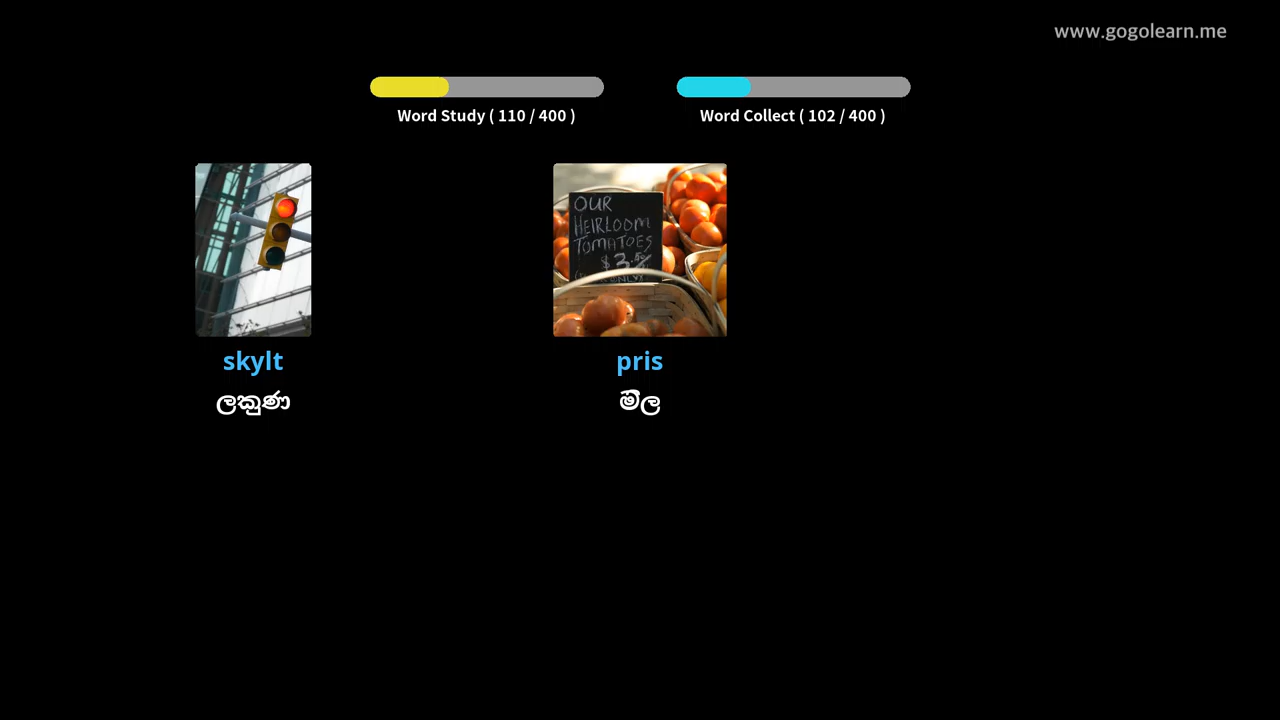 www.gogolearn.me
Word Study ( 110 / 400 )
Word Collect ( 102 / 400 )
OUR
HEIRLOOM
TOMATOES
skylt
ලකුණ
pris
මිල